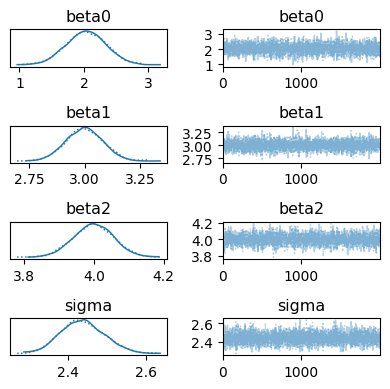 beta0 beta0
3
2
1
1 2 3 0 1000
beta1 beta1
3.25
3.00
2.75
2.75 3.00 3.25 0 1000
beta2 beta2
4.2
4.0
3.8
3.8 4.0 4.2 0 1000
sigma sigma
2.6
2.4
2.4 2.6 0 1000